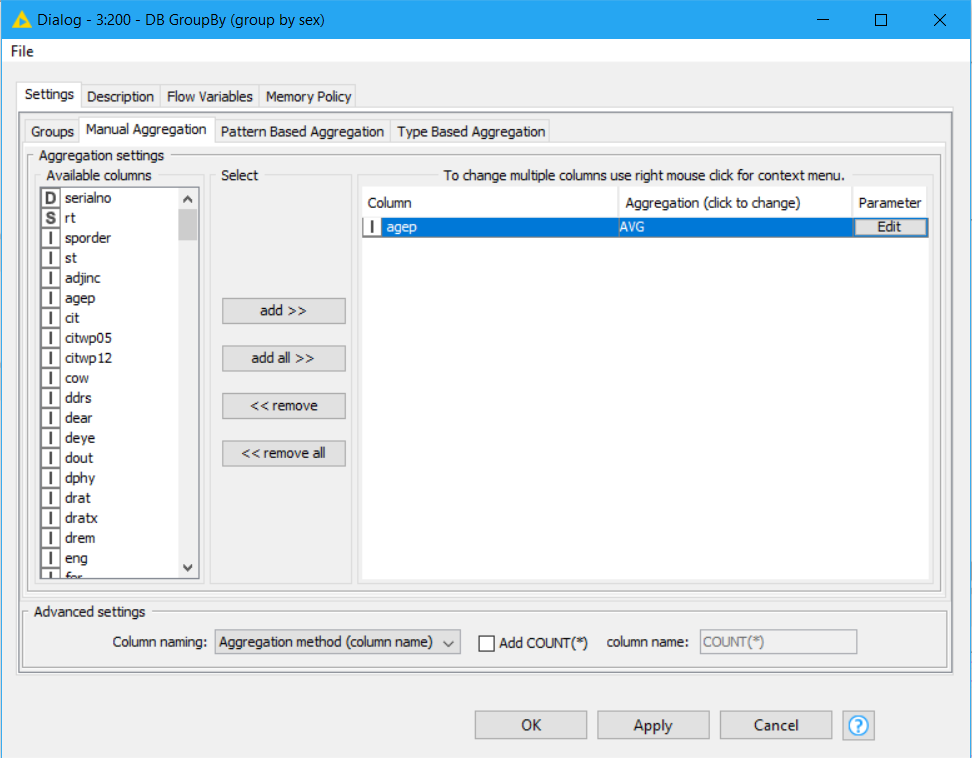 Dialog - 3:200 - DB GroupBy (group by sex)
File
Settings Description Flow Variables Memory Policy
Groups Manual Aggregation Pattern Based Aggregation Type Based Aggregation
Aggregation settings
Available columns
D serialno
S rt
I sporder
I st
I adjinc
I agep
I cit
I citwp05
I citwp12
I cow
I ddrs
I dear
I deye
I dout
I dphy
I drat
I dratx
I drem
I eng
I fer
Select
add >>
add all >>
<< remove
<< remove all
To change multiple columns use right mouse click for context menu.
Column Aggregation (click to change) Parameter
I agep AVG Edit
Advanced settings
Column naming: Aggregation method (column name) Add COUNT(*) column name: COUNT(*)
OK Apply Cancel ?